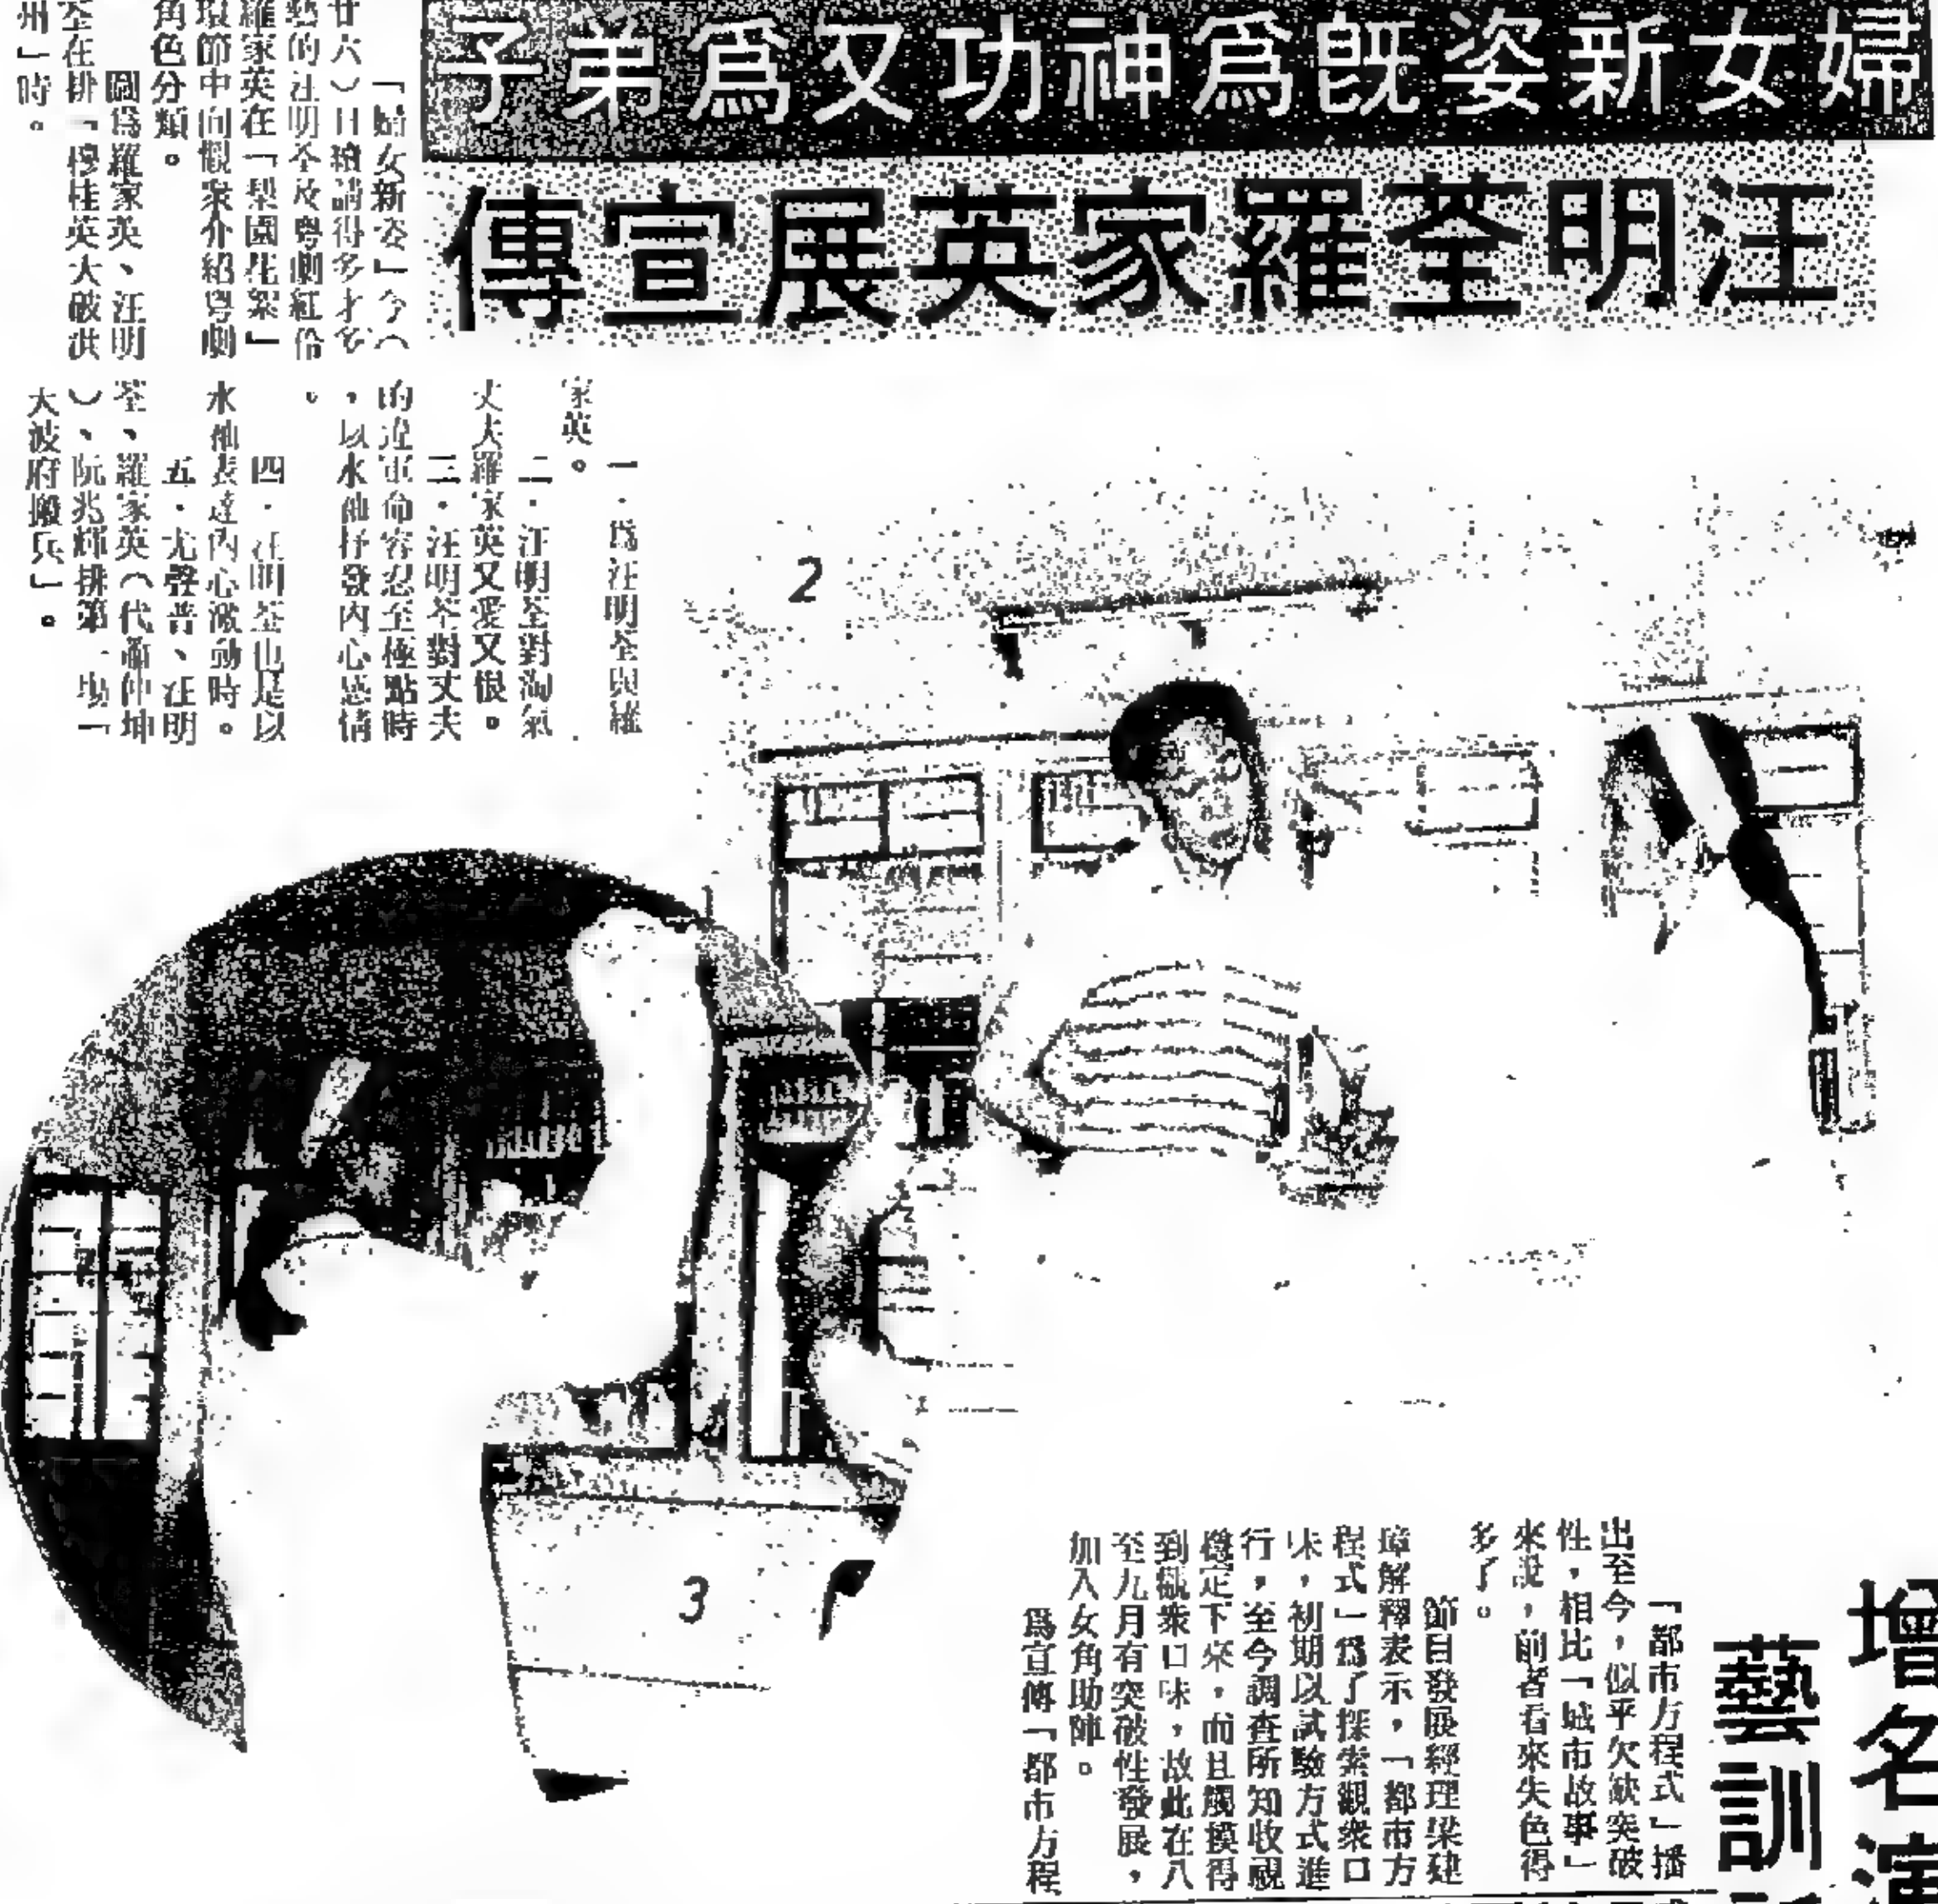 婦女新姿旣爲神功又爲弟子
汪明荃羅家英展宣傳
「婦女新姿」今（
廿六）日續請得多才多
的汪明荃及粵劇紅伶
羅家英在「梨園花絮」
環節中向觀衆介紹粵劇
角色分類。
圖爲羅家英、汪明
荃在排「穆桂英大破洪
州」時。
一．爲汪明荃與羅
家英。
二．汪明荃對淘氣
丈夫羅家英又愛又恨。
三．汪明荃對丈夫
的違軍命容忍至極點時
，以水袖抒發內心感情
。
四．汪明荃也是以
水袖表達內心激動時。
五．尤聲普、汪明
荃、羅家英（代蕭仲坤
）、阮兆輝排第一場「
大波府搬兵」。
2
3
增名演
藝訓
「都市方程式」播
出至今，似乎欠缺突破
性，相比「城市故事」
來說，前者看來失色得
多了。
節目發展經理梁建
璋解釋表示，「都市方
程式」爲了探索觀衆口
味，初期以試驗方式進
行，至今調查所知收視
穩定下來，而且觸摸得
到觀衆口味，故此在八
至九月有突破性發展，
加入女角助陣。
爲宣傳「都市方程